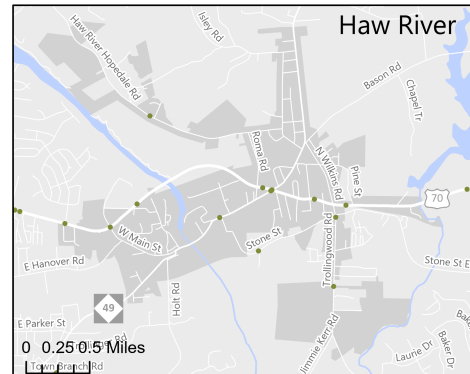 Haw River
Haw River Hopedale Rd
Isley Rd
Bason Rd
Chapel Tr
Roma Rd
N Wilkins Rd
Pine St
70
W Main St
Trollingwood Rd
Stone St
E Hanover Rd
Stone St E
Holt Rd
49
E Parker St
Jimmie Kerr Rd
0 0.25 0.5 Miles
Laurie Dr
Baker Dr
Town Branch Rd